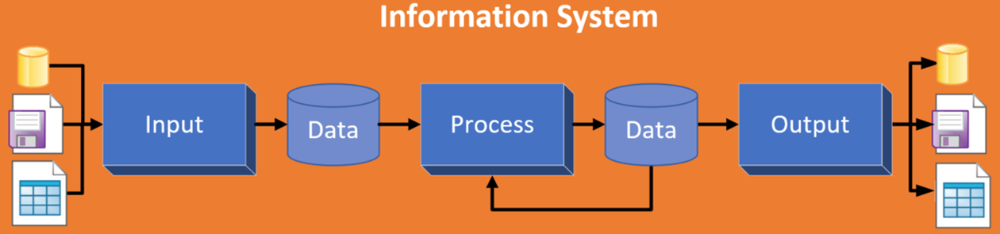 Information System
Input
Data
Process
Data
Output